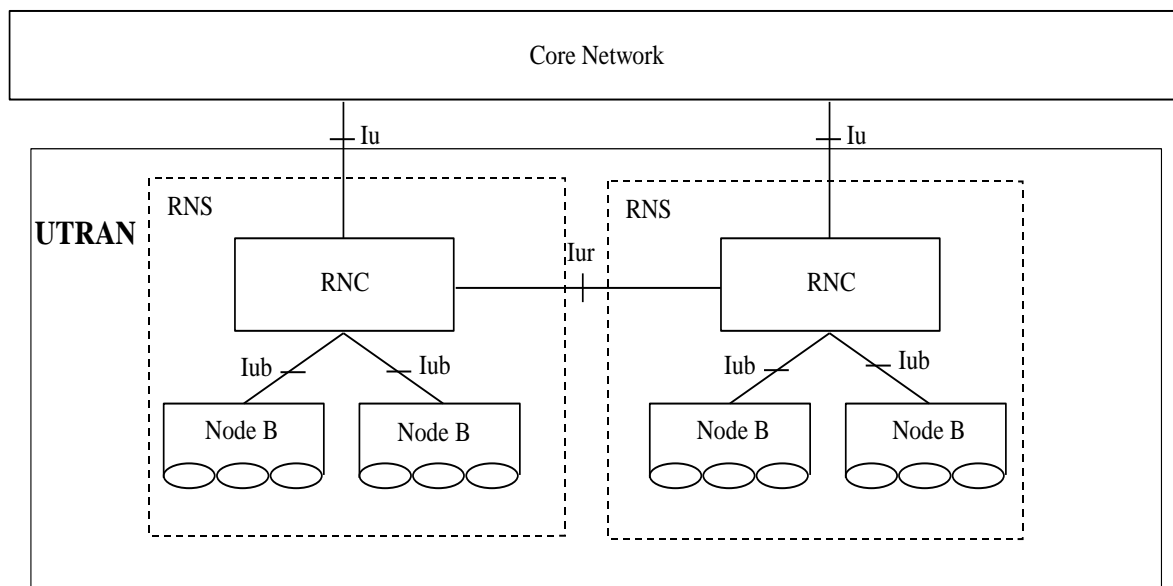 Core Network
Iu
Iu
RNS
RNS
UTRAN
Iur
RNC
RNC
Iub
Iub
Iub
Iub
Node B
Node B
Node B
Node B